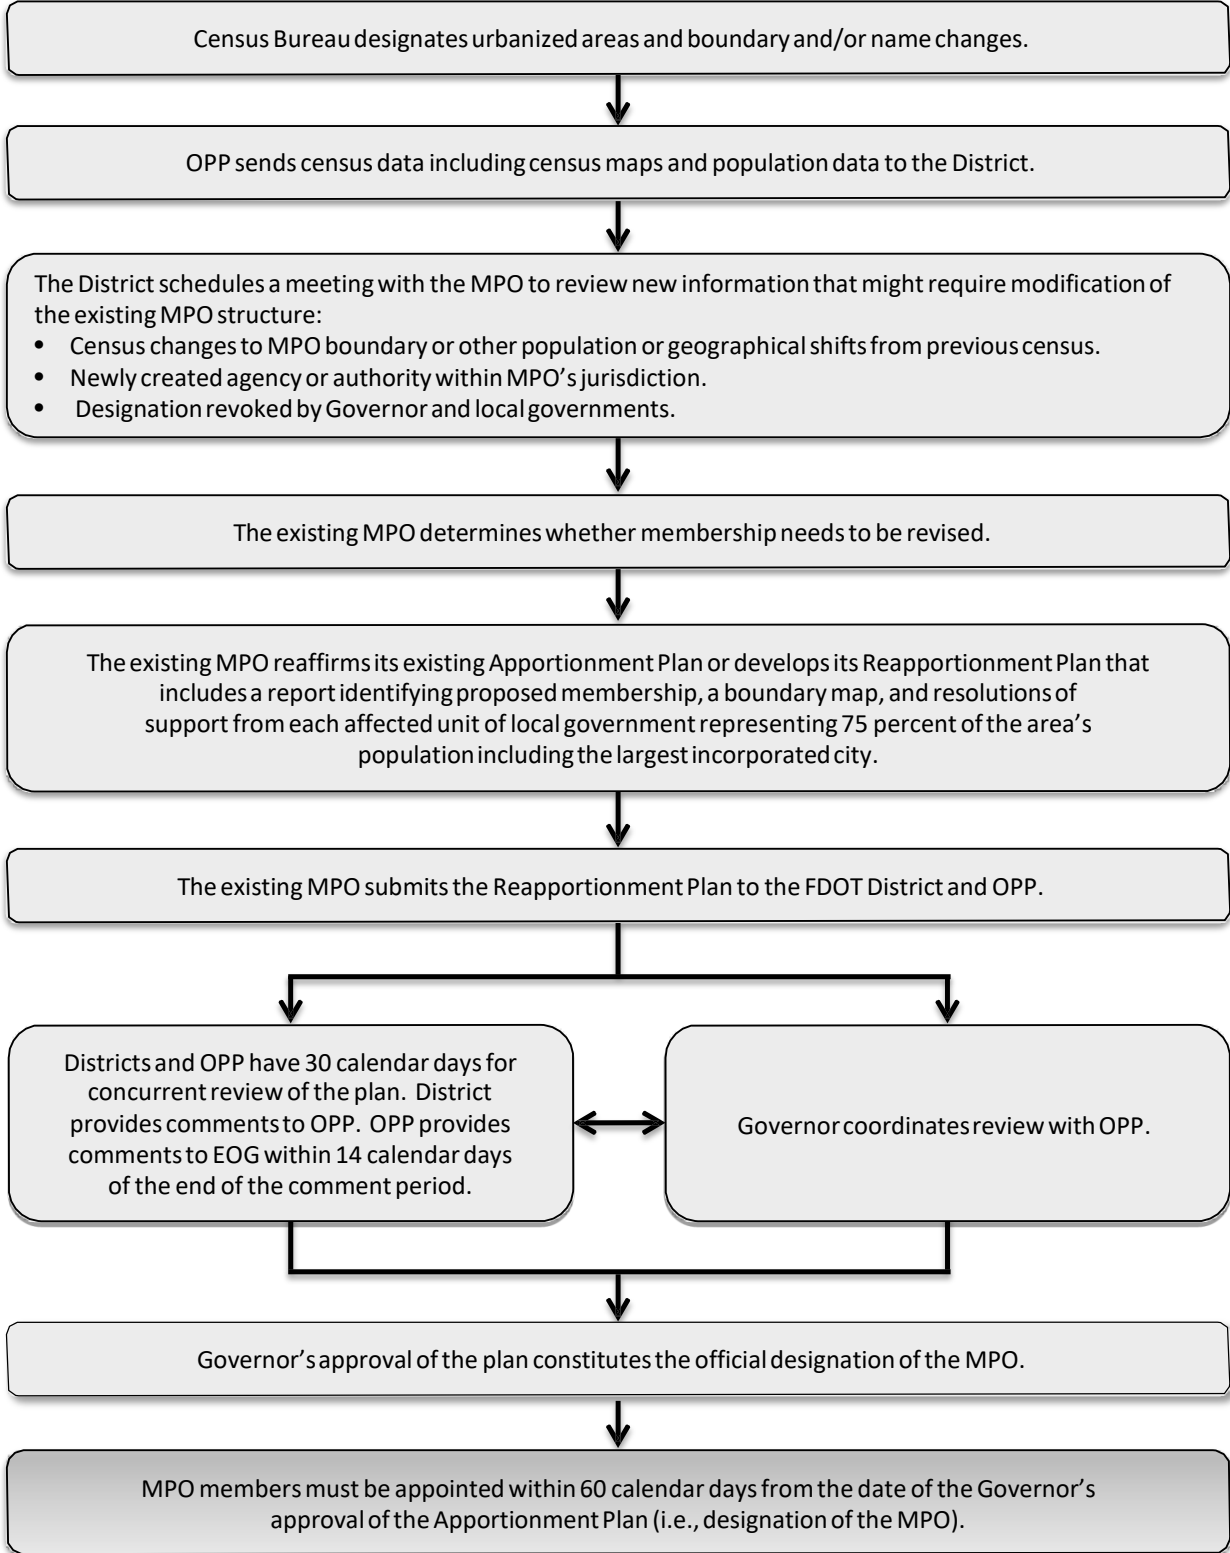 Census Bureau designates urbanized areas and boundary and/or name changes.
OPP sends census data including census maps and population data to the District.
The District schedules a meeting with the MPO to review new information that might require modification of
the existing MPO structure:
• Census changes to MPO boundary or other population or geographical shifts from previous census.
• Newly created agency or authority within MPO's jurisdiction.
• Designation revoked by Governor and local governments.
The existing MPO determines whether membership needs to be revised.
The existing MPO reaffirms its existing Apportionment Plan or develops its Reapportionment Plan that
includes a report identifying proposed membership, a boundary map, and resolutions of
support from each affected unit of local government representing 75 percent of the area's
population including the largest incorporated city.
The existing MPO submits the Reapportionment Plan to the FDOT District and OPP.
Districts and OPP have 30 calendar days for
concurrent review of the plan. District
provides comments to OPP. OPP provides
comments to EOG within 14 calendar days
of the end of the comment period.
Governor coordinates review with OPP.
Governor's approval of the plan constitutes the official designation of the MPO.
MPO members must be appointed within 60 calendar days from the date of the Governor's
approval of the Apportionment Plan (i.e., designation of the MPO).